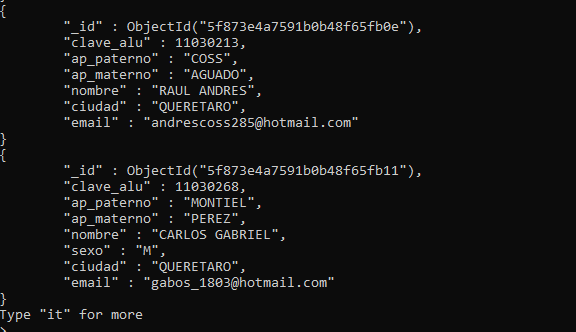 {
"_id" : ObjectId("5f873e4a7591b0b48f65fb0e"),
"clave_alu" : 11030213,
"ap_paterno" : "COSS",
"ap_materno" : "AGUADO",
"nombre" : "RAUL ANDRES",
"ciudad" : "QUERETARO",
"email" : "andrescoss285@hotmail.com"
}
{
"_id" : ObjectId("5f873e4a7591b0b48f65fb11"),
"clave_alu" : 11030268,
"ap_paterno" : "MONTIEL",
"ap_materno" : "PEREZ",
"nombre" : "CARLOS GABRIEL",
"sexo" : "M",
"ciudad" : "QUERETARO",
"email" : "gabos_1803@hotmail.com"
}
Type "it" for more
>